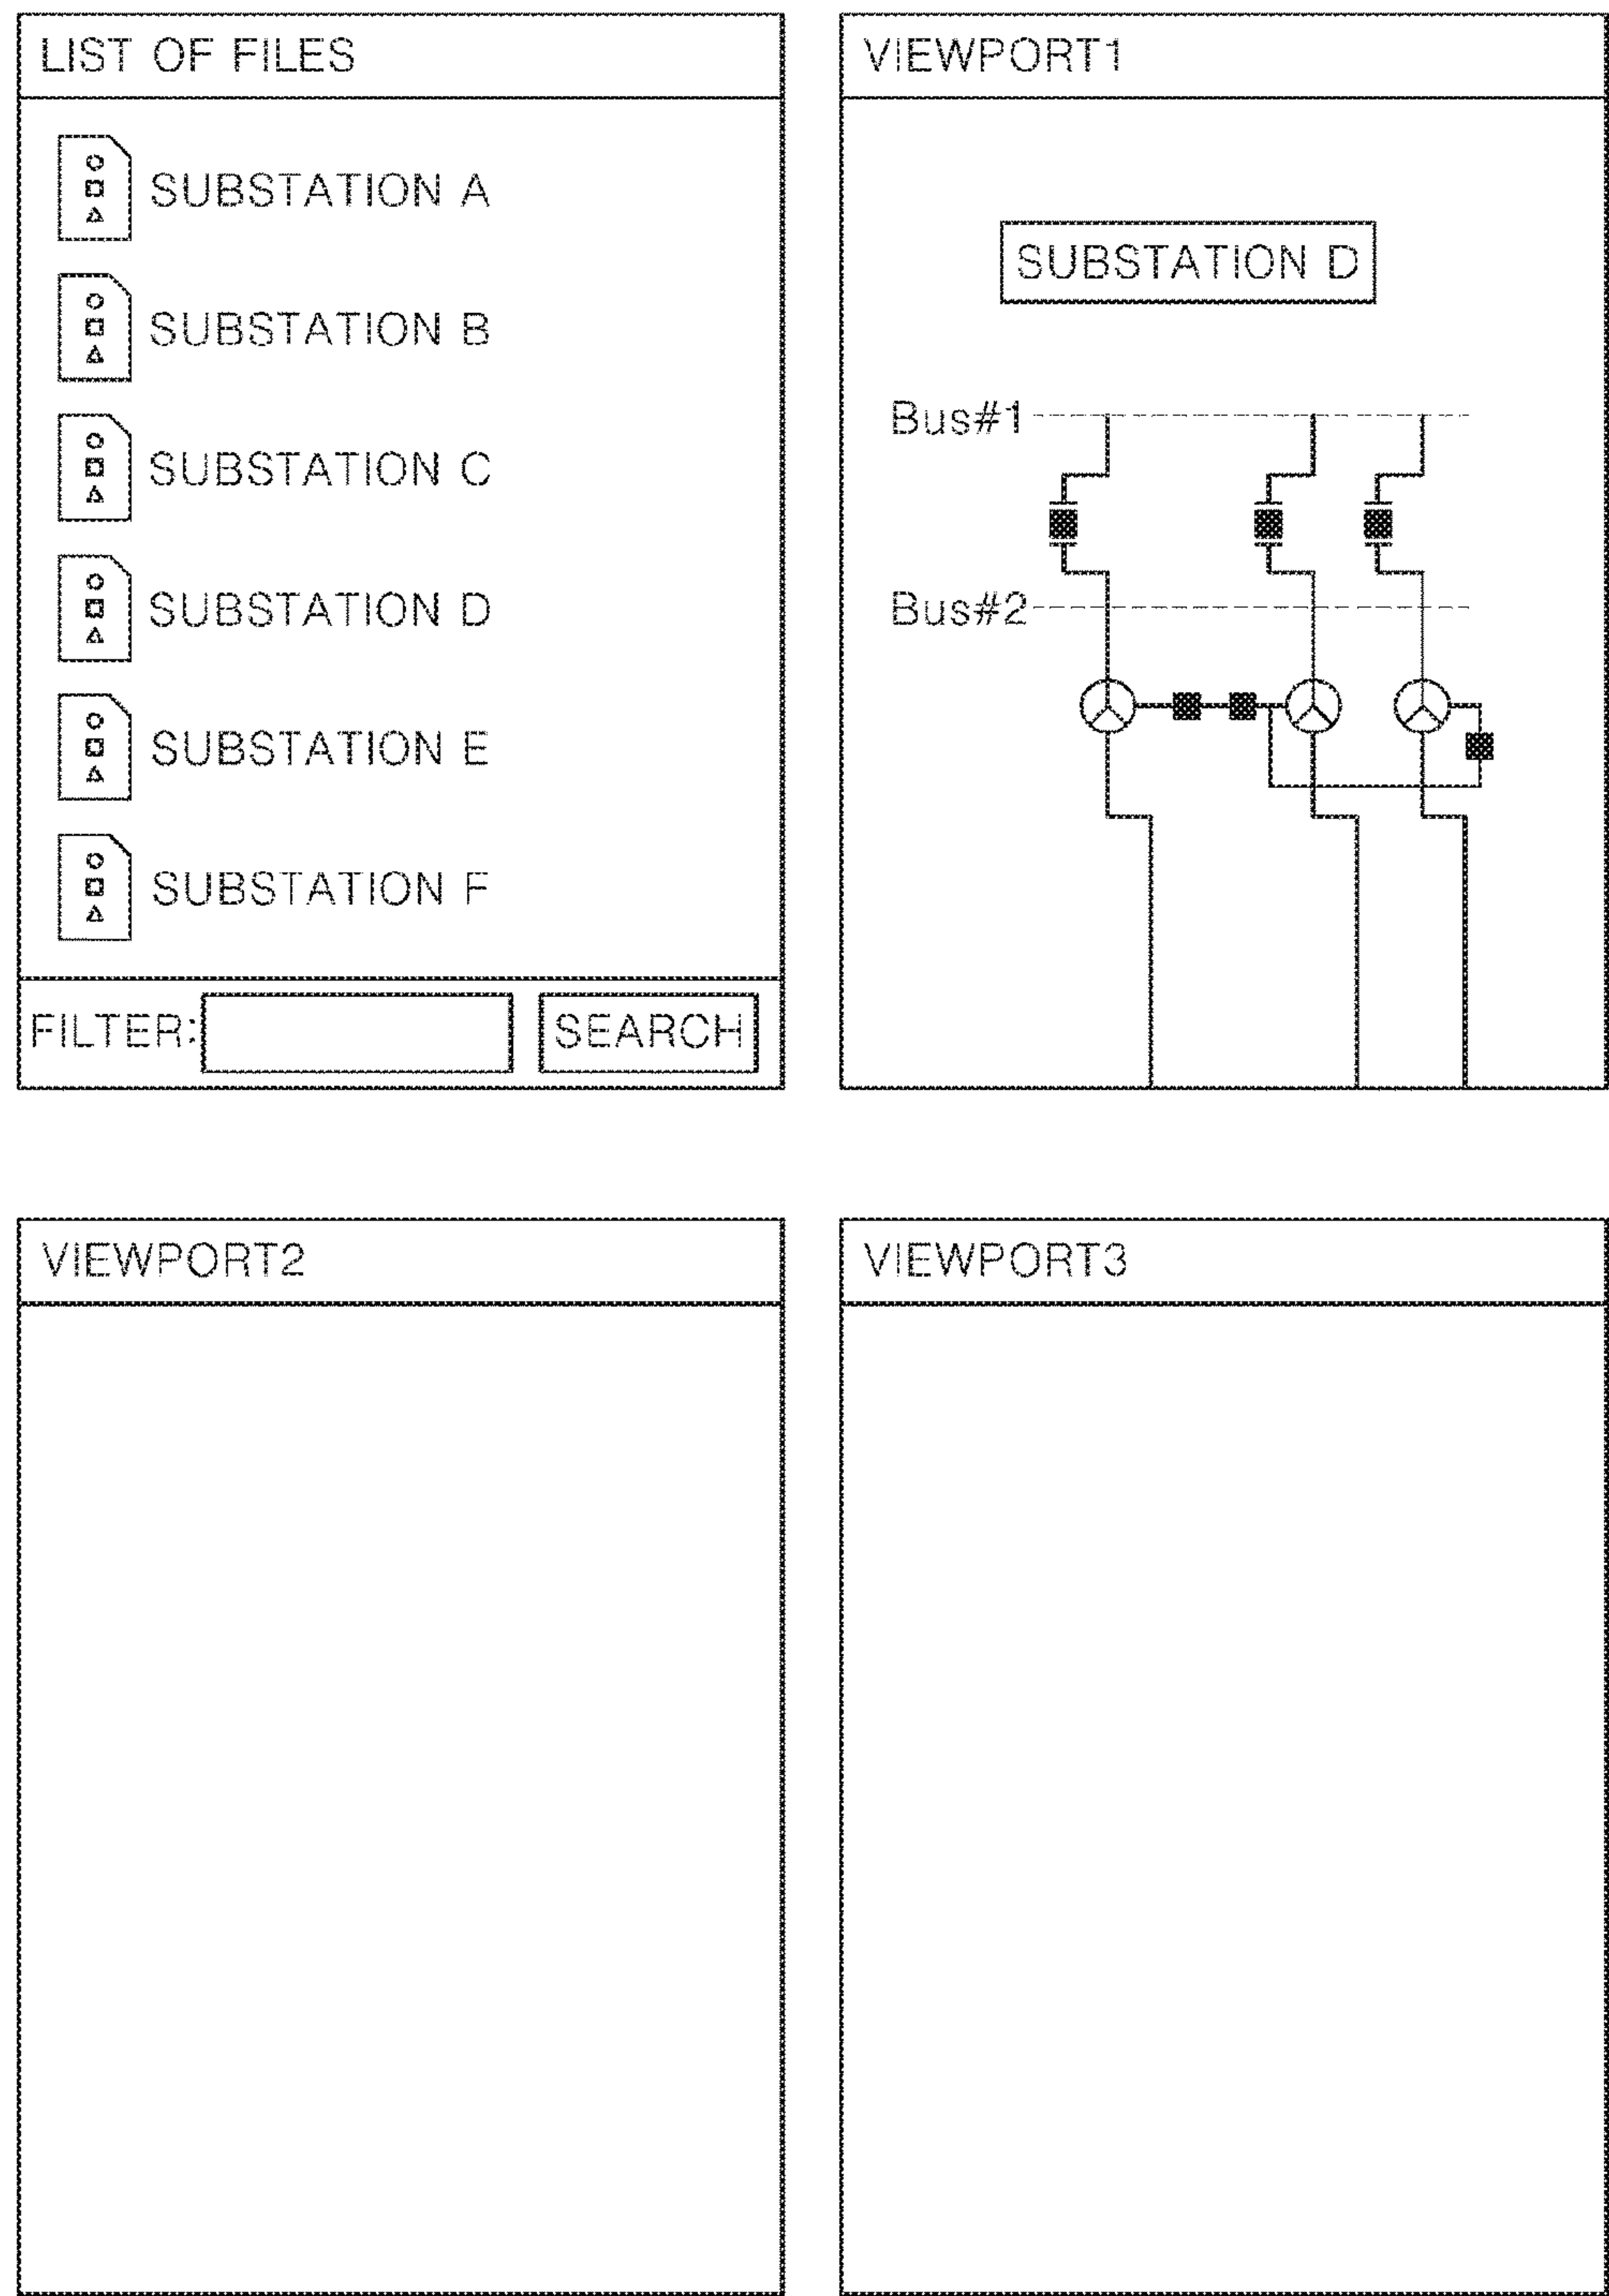 LIST OF FILES
SUBSTATION A
SUBSTATION B
SUBSTATION C
SUBSTATION D
SUBSTATION E
SUBSTATION F
FILTER:
SEARCH
VIEWPORT1
SUBSTATION D
Bus#1
Bus#2
VIEWPORT2
VIEWPORT3